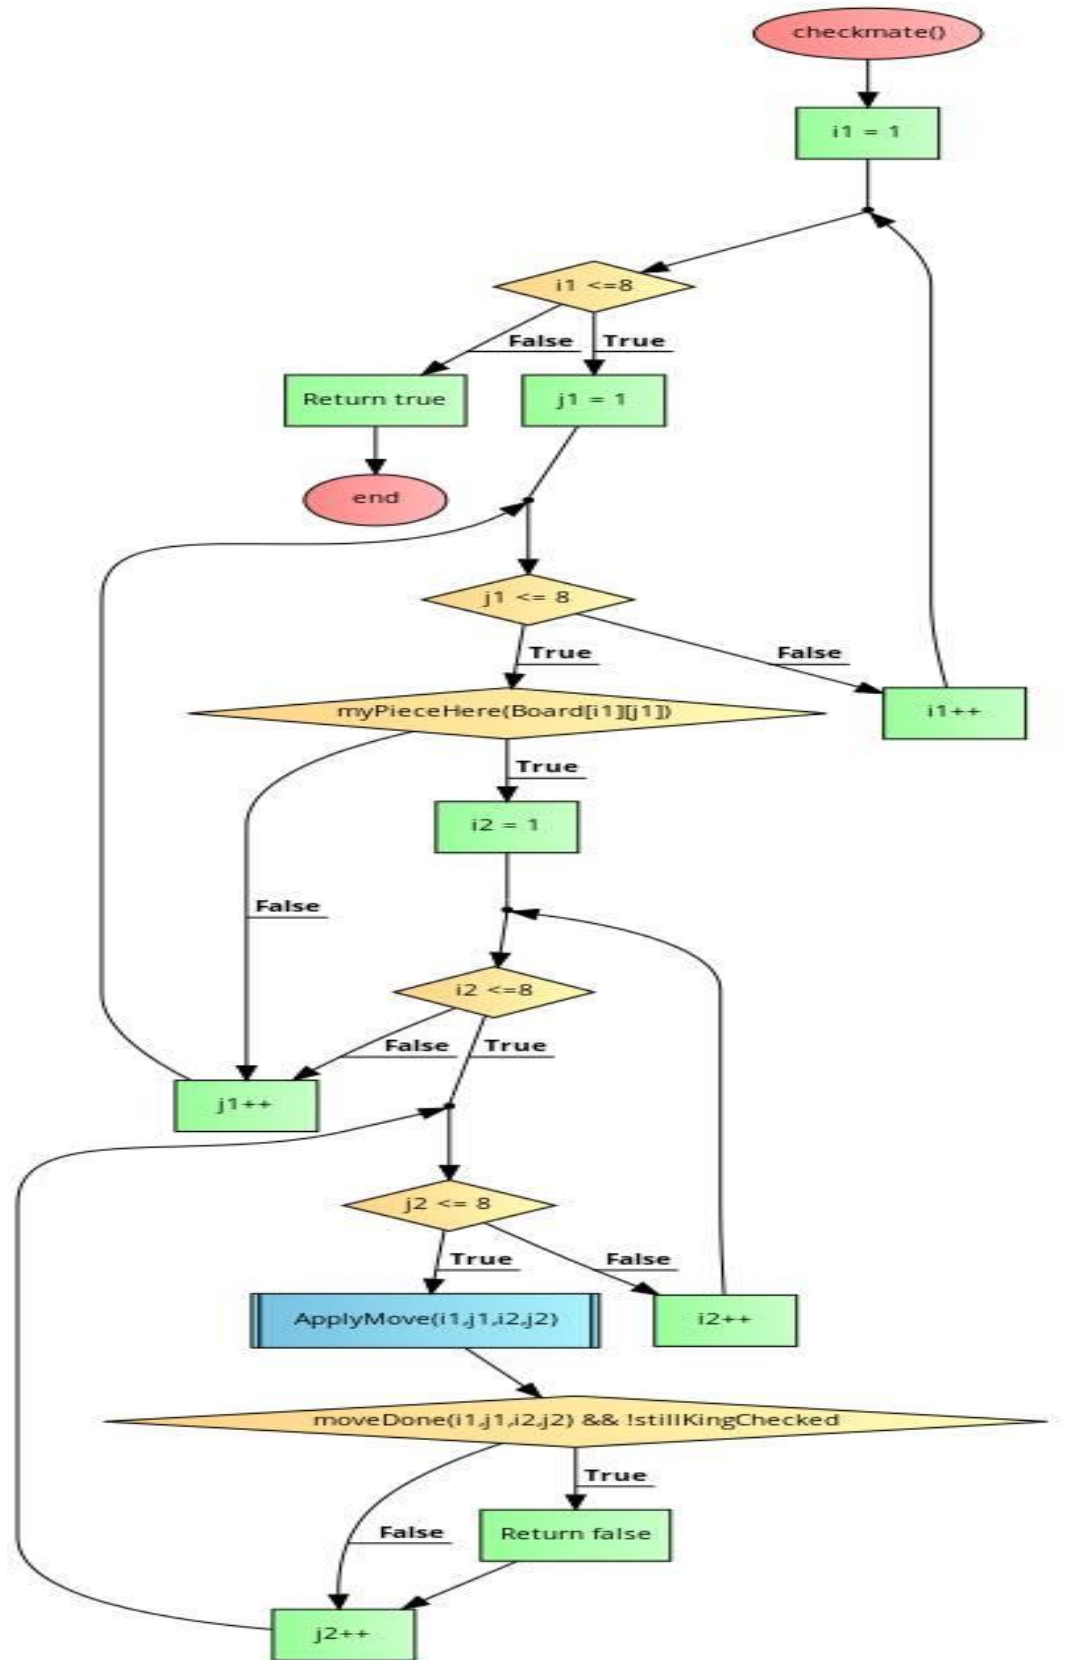 checkmate()
i1 = 1
i1 <=8
False
True
Return true
j1 = 1
end
j1 <= 8
True
False
myPieceHere(Board[i1][j1])
i1++
True
i2 = 1
False
i2 <=8
False
True
j1++
j2 <= 8
True
False
ApplyMove(i1,j1,i2,j2)
i2++
moveDone(i1,j1,i2,j2) && !stillKingChecked
True
False
Return false
j2++